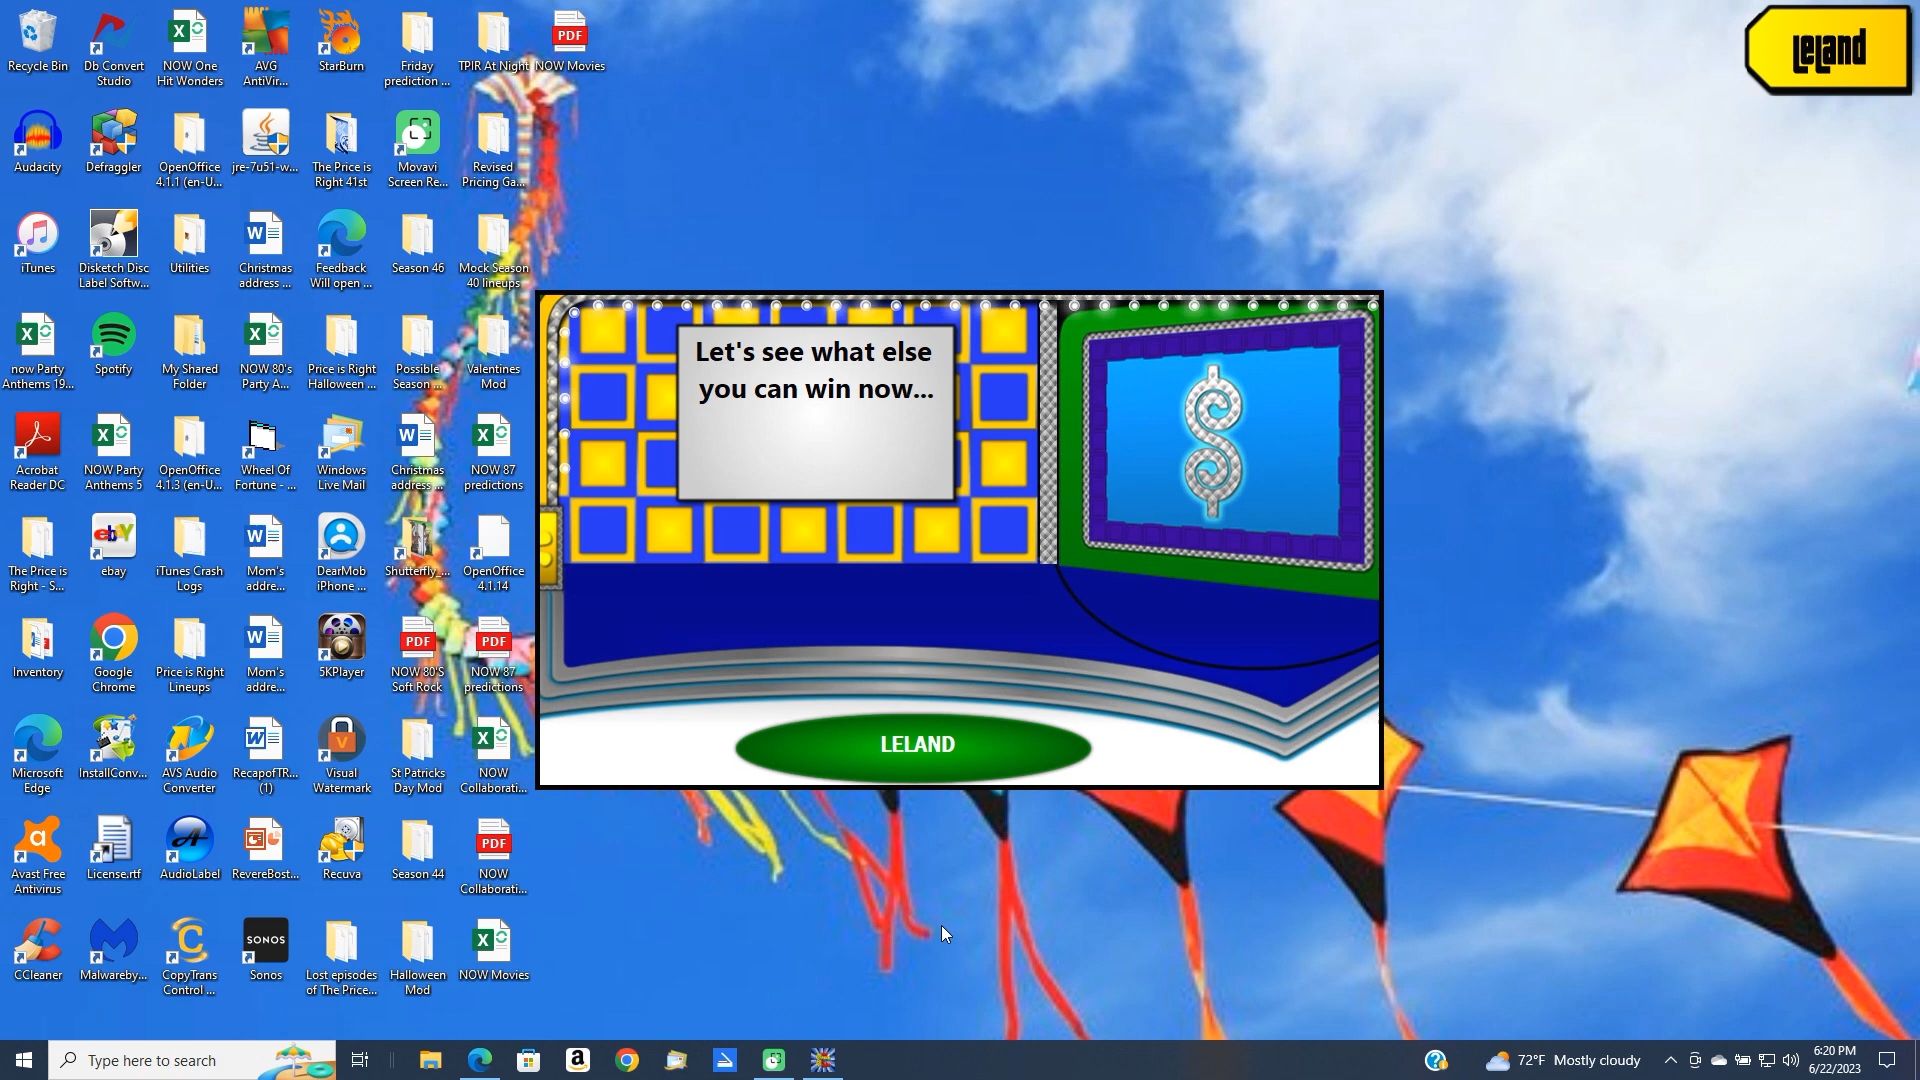 Recycle Bin
Db Convert
Studio
NOW One
Hit Wonders
AVG
AntiVir...
StarBurn
Friday
prediction ...
TPIR At Night
NOW Movies
PDF
leland
Audacity
Defraggler
OpenOffice
4.1.1 (en-U...
jre-7u51-w...
The Price is
Right 41st
Movavi
Screen Re...
Revised
Pricing Ga...
iTunes
Disketch Disc
Label Softw...
Utilities
Christmas
address ...
Feedback
Will open ...
Season 46
Mock Season
40 lineups
now Party
Anthems 19...
Spotify
My Shared
Folder
NOW 80's
Party A...
Price is Right
Halloween ...
Possible
Season ...
Valentines
Mod
Let's see what else
you can win now...
Acrobat
Reader DC
NOW Party
Anthems 5
OpenOffice
4.1.3 (en-U...
Wheel Of
Fortune - ...
Windows
Live Mail
Christmas
address ...
NOW 87
predictions
ebay
The Price is
Right - S...
ebay
iTunes Crash
Logs
Mom's
addre...
DearMob
iPhone ...
Shutterfly_...
OpenOffice
4.1.14
Inventory
Google
Chrome
Price is Right
Lineups
Mom's
addre...
5KPlayer
PDF
NOW 80'S
Soft Rock
PDF
NOW 87
predictions
LELAND
Microsoft
Edge
InstallConv...
AVS Audio
Converter
RecapofTR...
(1)
Visual
Watermark
St Patricks
Day Mod
NOW
Collaborati...
Avast Free
Antivirus
License.rtf
AudioLabel
RevereBost...
Recuva
Season 44
PDF
NOW
Collaborati...
SONOS
CCleaner
Malwareby...
CopyTrans
Control ...
Sonos
Lost episodes
of The Price...
Halloween
Mod
NOW Movies
Type here to search
72°F Mostly cloudy
6:20 PM
6/22/2023